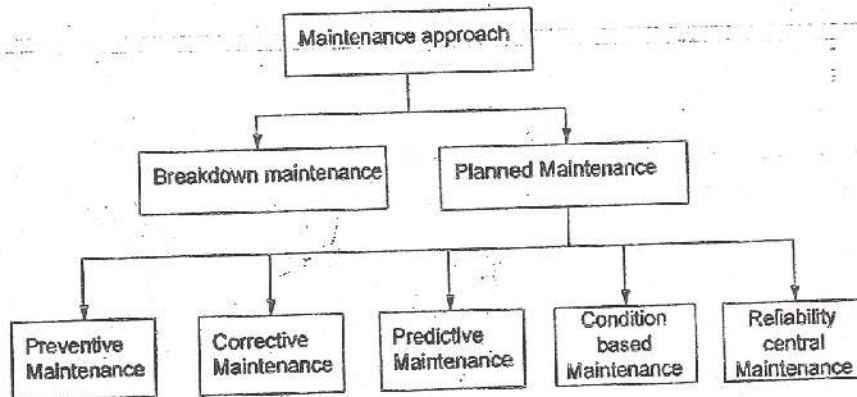 Maintenance approach
Breakdown maintenance
Planned Maintenance
Preventive
Maintenance
Corrective
Maintenance
Predictive
Maintenance
Condition
based
Maintenance
Reliability
central
Maintenance